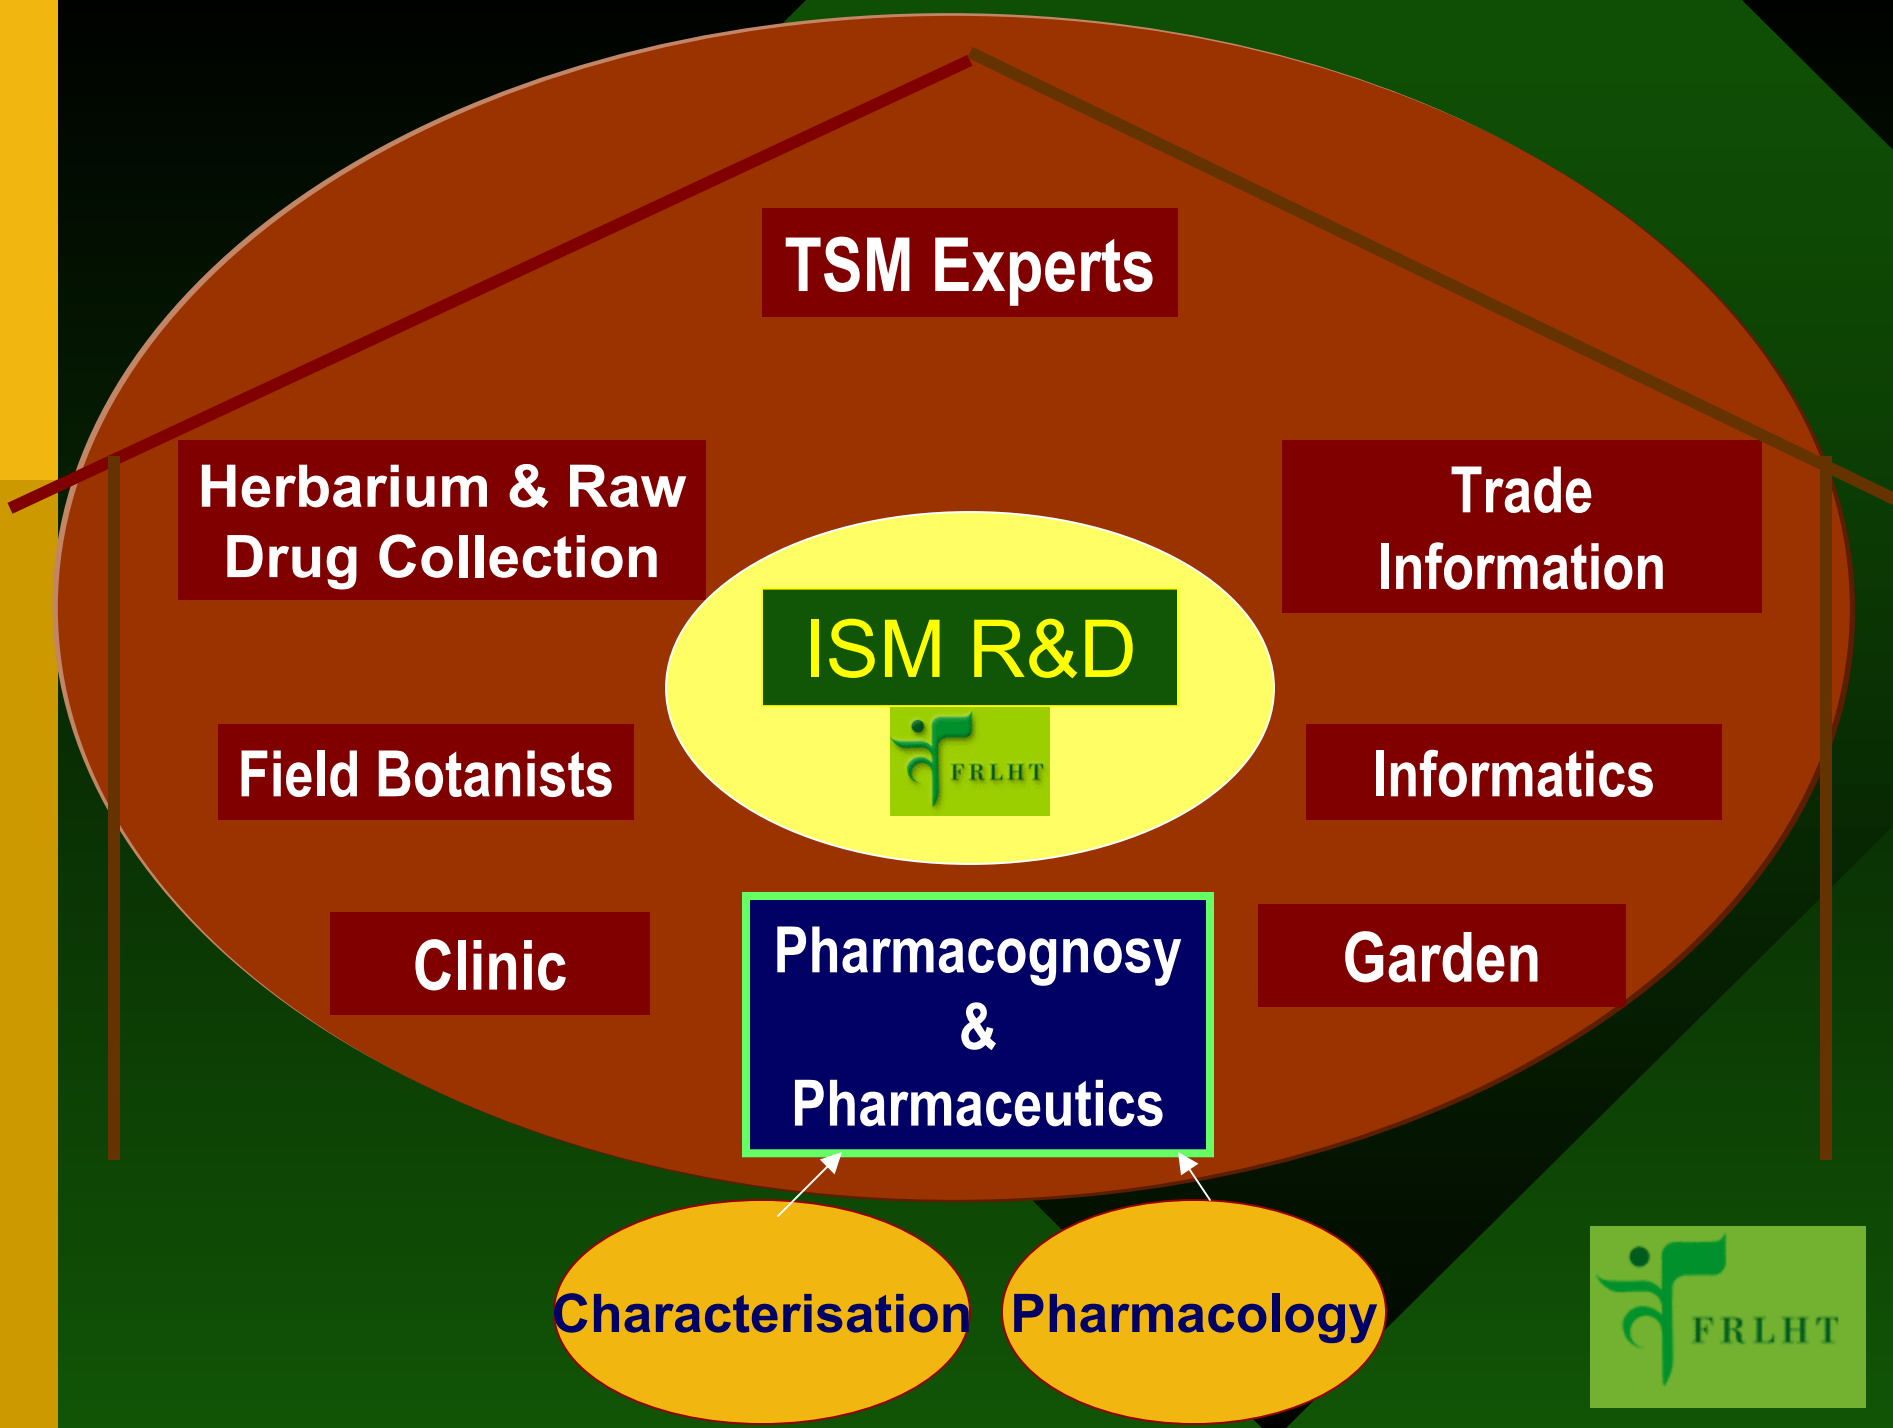 TSM Experts
Herbarium & Raw
Drug Collection
Trade
Information
ISM R&D
FRLHT
Field Botanists
Informatics
Clinic
Pharmacognosy
&
Pharmaceutics
Garden
Characterisation
Pharmacology
FRLHT